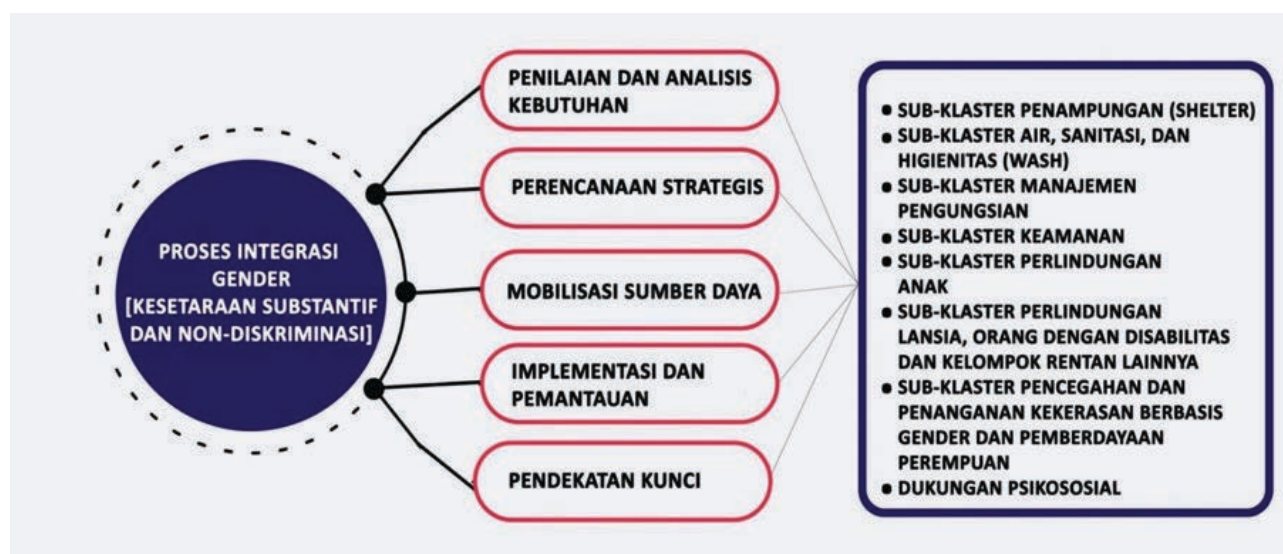 PROSES INTEGRASI
GENDER
[KESETARAAN SUBSTANTIF
DAN NON-DISKRIMINASI]
PENILAIAN DAN ANALISIS
KEBUTUHAN
PERENCANAAN STRATEGIS
MOBILISASI SUMBER DAYA
IMPLEMENTASI DAN
PEMANTAUAN
PENDEKATAN KUNCI
• SUB-KLASTER PENAMPUNGAN (SHELTER)
• SUB-KLASTER AIR, SANITASI, DAN
HIGIENITAS (WASH)
• SUB-KLASTER MANAJEMEN
PENGUNGSIAN
• SUB-KLASTER KEAMANAN
• SUB-KLASTER PERLINDUNGAN
ANAK
• SUB-KLASTER PERLINDUNGAN
LANSIA, ORANG DENGAN DISABILITAS
DAN KELOMPOK RENTAN LAINNYA
• SUB-KLASTER PENCEGAHAN DAN
PENANGANAN KEKERASAN BERBASIS
GENDER DAN PEMBERDAYAAN
PEREMPUAN
• DUKUNGAN PSIKOSOSIAL